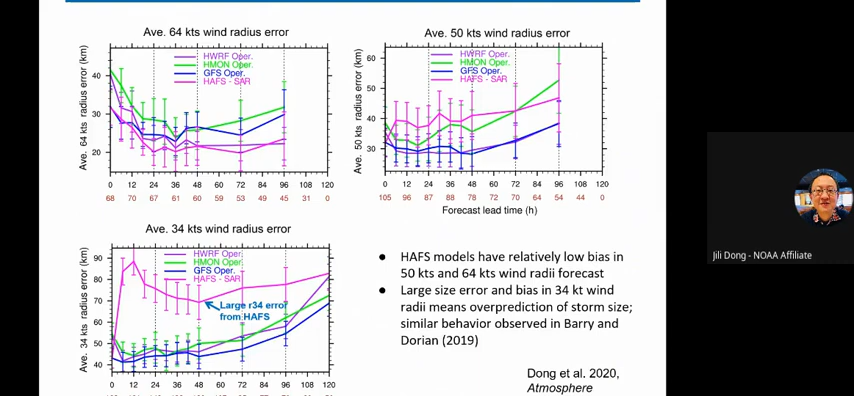 Ave. 64 kts wind radius error
Ave. 64 kts radius error (km)
HWRF Oper.
HMON Oper.
GFS Oper.
HAFS - SAR
40
30
20
0 12 24 36 48 60 72 84 96 108 120
68 70 67 61 60 59 53 49 45 31 0
Ave. 50 kts wind radius error
Ave. 50 kts radius error (km)
HWRF Oper.
HMON Oper.
GFS Oper.
HAFS - SAR
60
50
40
30
0 12 24 36 48 60 72 84 96 108 120
105 96 87 88 78 70 64 54 44 0
Forecast lead time (h)
Ave. 34 kts wind radius error
Ave. 34 kts radius error (km)
HWRF Oper.
HMON Oper.
GFS Oper.
HAFS - SAR
90
80
70
60
50
40
Large r34 error
from HAFS
0 12 24 36 48 60 72 84 96 108 120
● HAFS models have relatively low bias in
50 kts and 64 kts wind radii forecast
● Large size error and bias in 34 kt wind
radii means overprediction of storm size;
similar behavior observed in Barry and
Dorian (2019)
Dong et al. 2020,
Atmosphere
Jili Dong - NOAA Affiliate